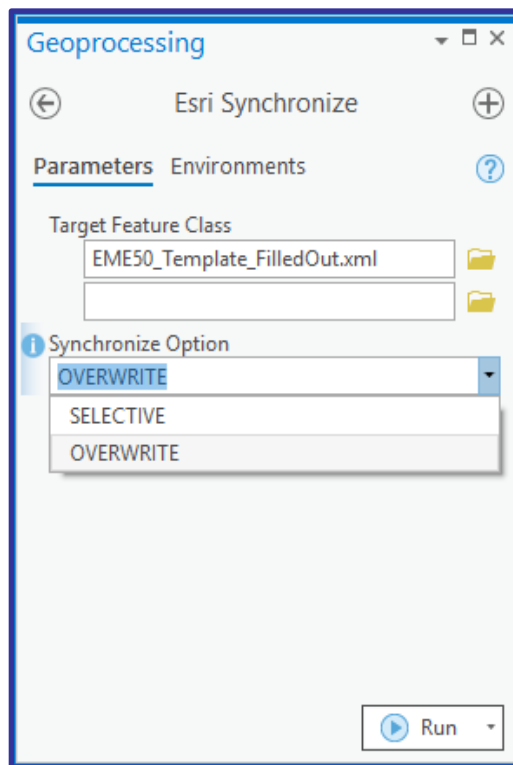 Geoprocessing
Esri Synchronize
Parameters Environments
Target Feature Class
EME50_Template_FilledOut.xml
Synchronize Option
OVERWRITE
SELECTIVE
OVERWRITE
Run